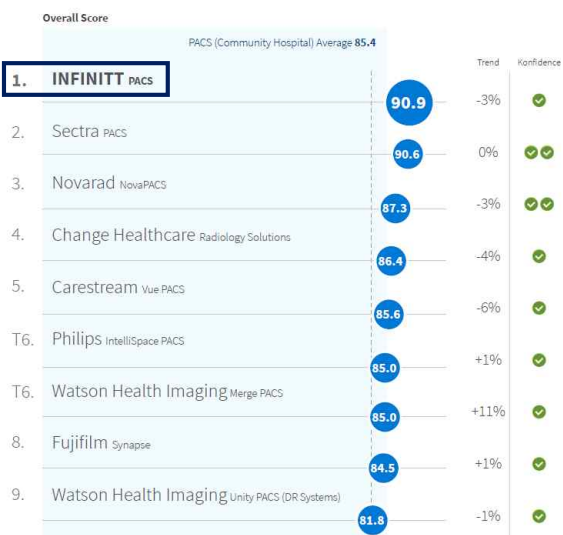 Overall Score
PACS (Community Hospital) Average 85.4
Trend Konfidence
1. INFINITT PACS
90.9 -3%
2. Sectra PACS
90.6 0%
3. Novarad NovaPACS
87.3 -3%
4. Change Healthcare Radiology Solutions
86.4 -4%
5. Carestream Vue PACS
85.6 -6%
T6. Philips IntelliSpace PACS
85.0 +1%
T6. Watson Health Imaging Merge PACS
85.0 +11%
8. Fujifilm Synapse
84.5 +1%
9. Watson Health Imaging Unity PACS (DR Systems)
81.8 -1%